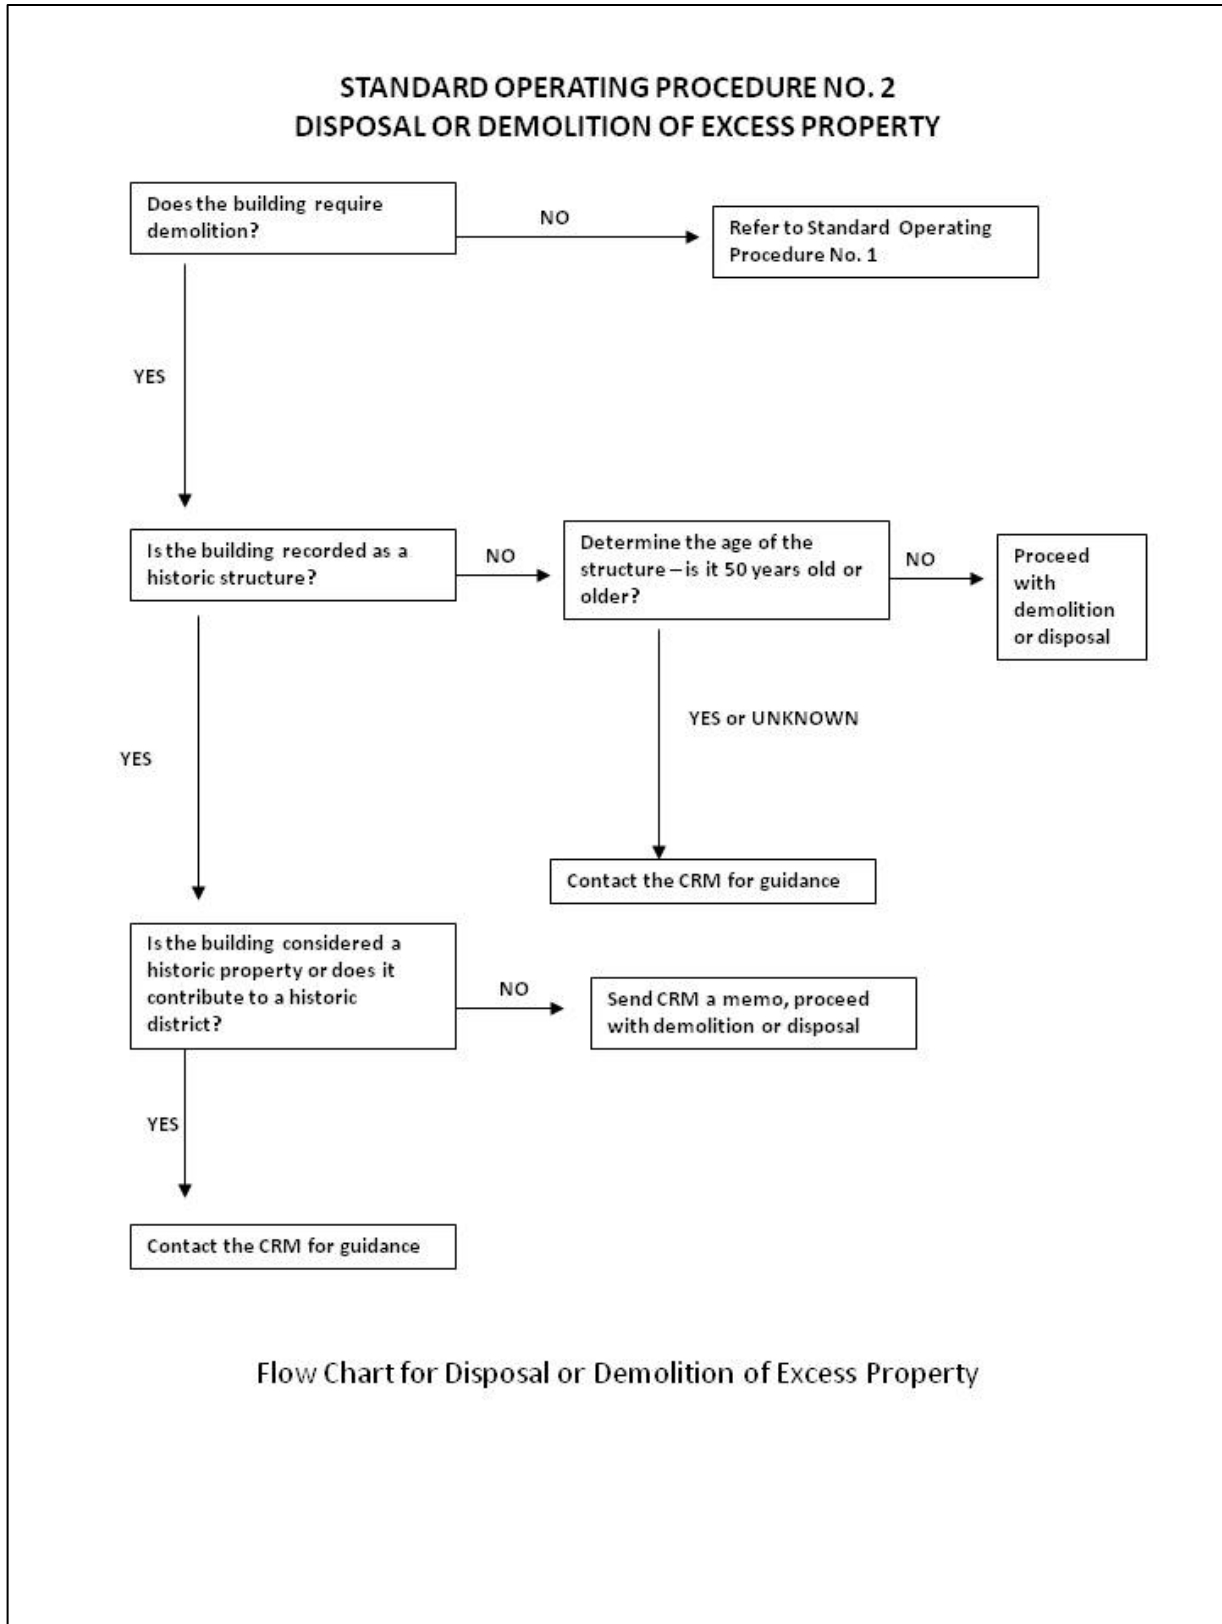 STANDARD OPERATING PROCEDURE NO. 2
DISPOSAL OR DEMOLITION OF EXCESS PROPERTY
Does the building require
demolition?
NO
Refer to Standard Operating
Procedure No. 1
YES
Is the building recorded as a
historic structure?
NO
Determine the age of the
structure – is it 50 years old or
older?
NO
Proceed
with
demolition
or disposal
YES or UNKNOWN
YES
Contact the CRM for guidance
Is the building considered a
historic property or does it
contribute to a historic
district?
NO
Send CRM a memo, proceed
with demolition or disposal
YES
Contact the CRM for guidance
Flow Chart for Disposal or Demolition of Excess Property